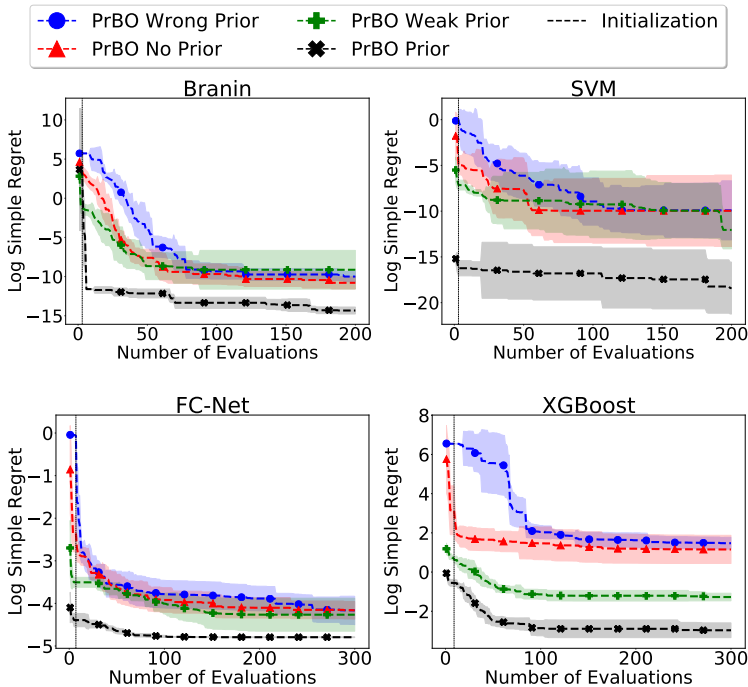 PrBO Wrong Prior PrBO Weak Prior Initialization
PrBO No Prior PrBO Prior
Branin
Log Simple Regret
10
5
0
−5
−10
−15
0 50 100 150 200
Number of Evaluations
SVM
Log Simple Regret
0
−5
−10
−15
−20
0 50 100 150 200
Number of Evaluations
FC-Net
Log Simple Regret
0
−1
−2
−3
−4
−5
0 100 200 300
Number of Evaluations
XGBoost
Log Simple Regret
8
6
4
2
0
−2
0 100 200 300
Number of Evaluations